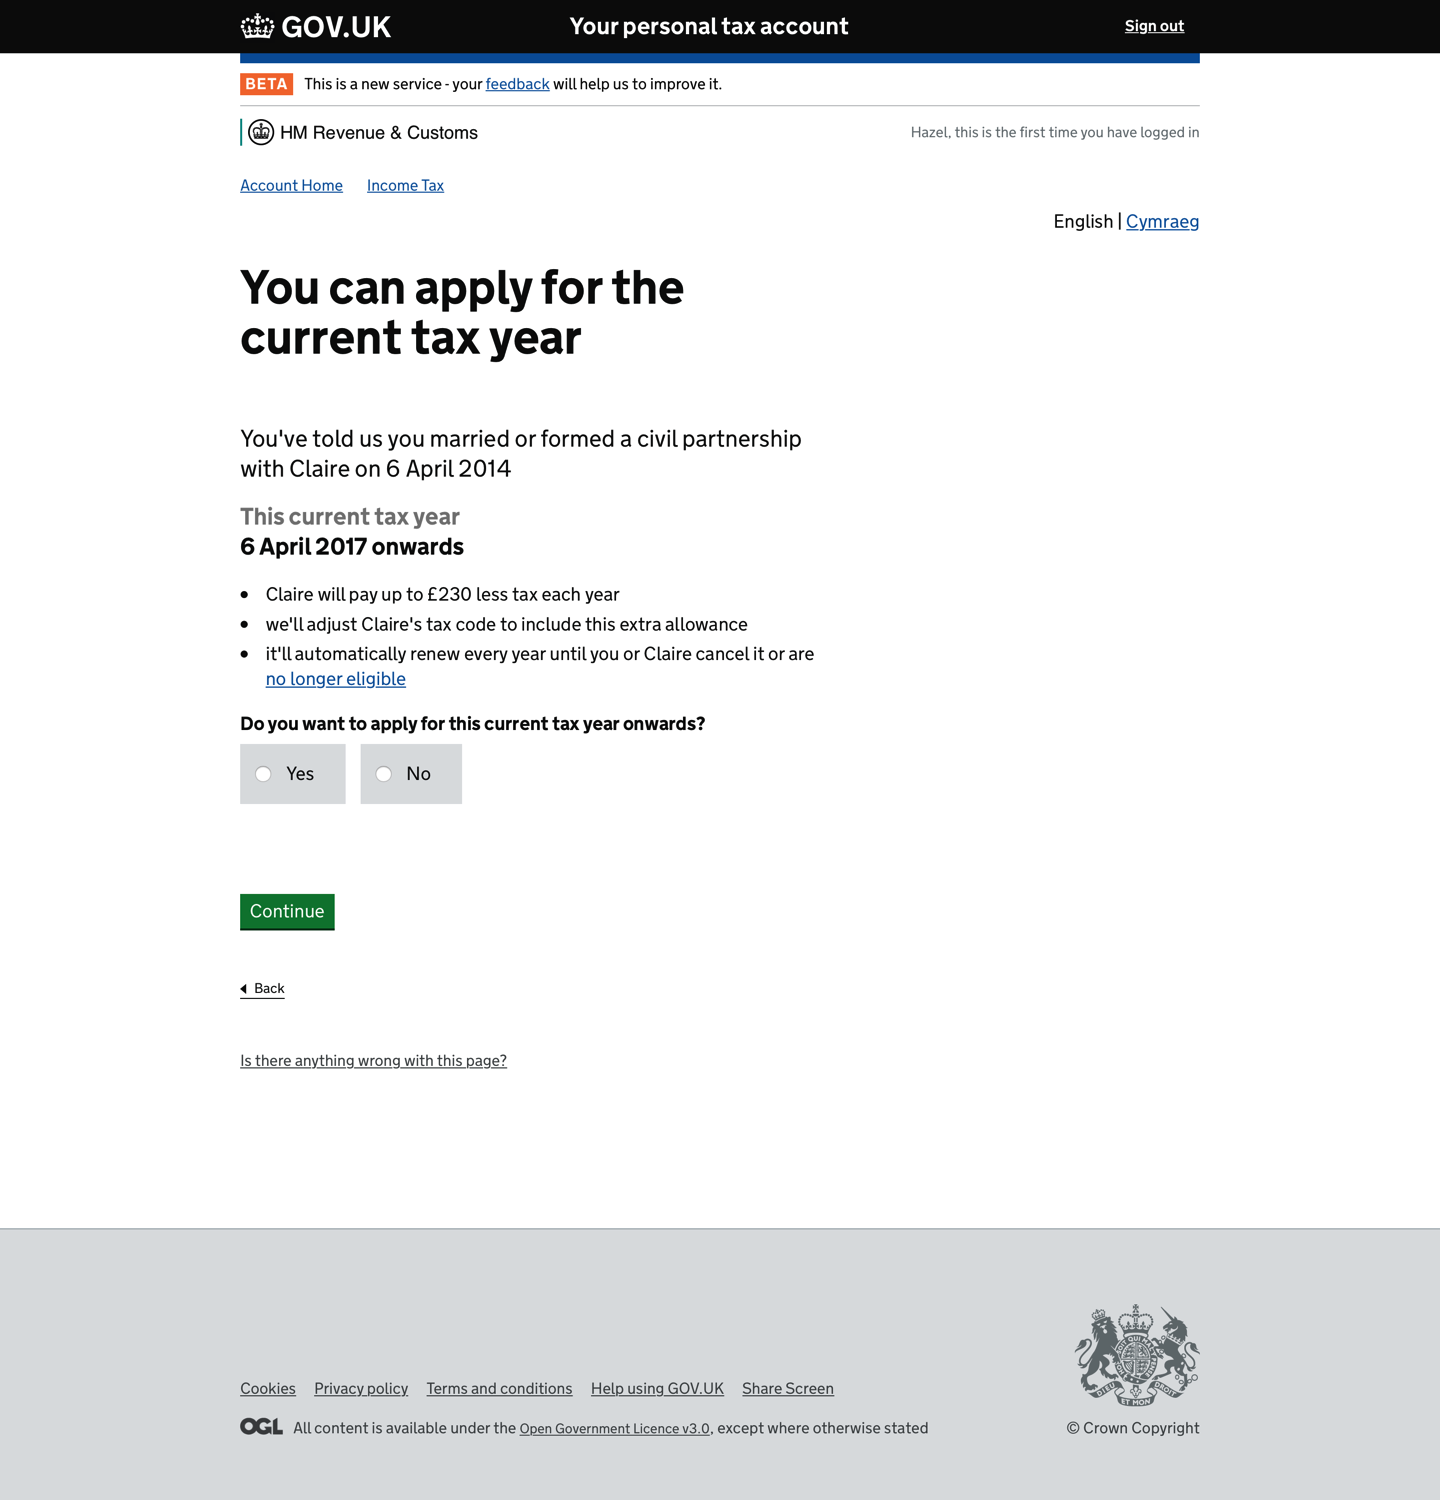 GOV.UK
Your personal tax account
Sign out
BETA This is a new service - your feedback will help us to improve it.
HM Revenue & Customs
Hazel, this is the first time you have logged in
Account Home Income Tax
English | Cymraeg
You can apply for the
current tax year
You've told us you married or formed a civil partnership
with Claire on 6 April 2014
This current tax year
6 April 2017 onwards
• Claire will pay up to £230 less tax each year
• we'll adjust Claire's tax code to include this extra allowance
• it'll automatically renew every year until you or Claire cancel it or are
no longer eligible
Do you want to apply for this current tax year onwards?
Yes No
Continue
Back
Is there anything wrong with this page?
Cookies Privacy policy Terms and conditions Help using GOV.UK Share Screen
OGL All content is available under the Open Government Licence v3.0, except where otherwise stated
DIEU ET MON DROIT
© Crown Copyright